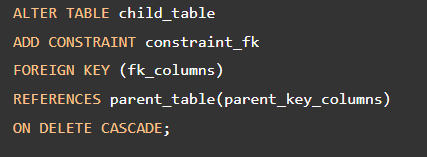 ALTER TABLE child_table
ADD CONSTRAINT constraint_fk
FOREIGN KEY (fk_columns)
REFERENCES parent_table(parent_key_columns)
ON DELETE CASCADE;